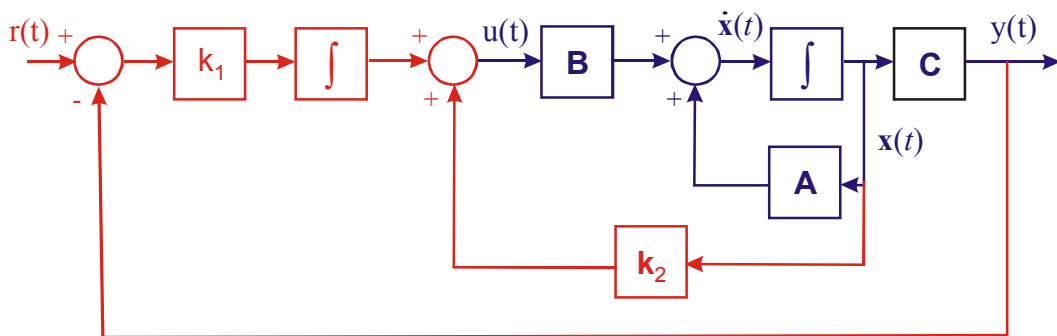 r(t) + - k₁ ∫ + + u(t) B + + ẋ(t) ∫ C y(t)
x(t)
A
k₂